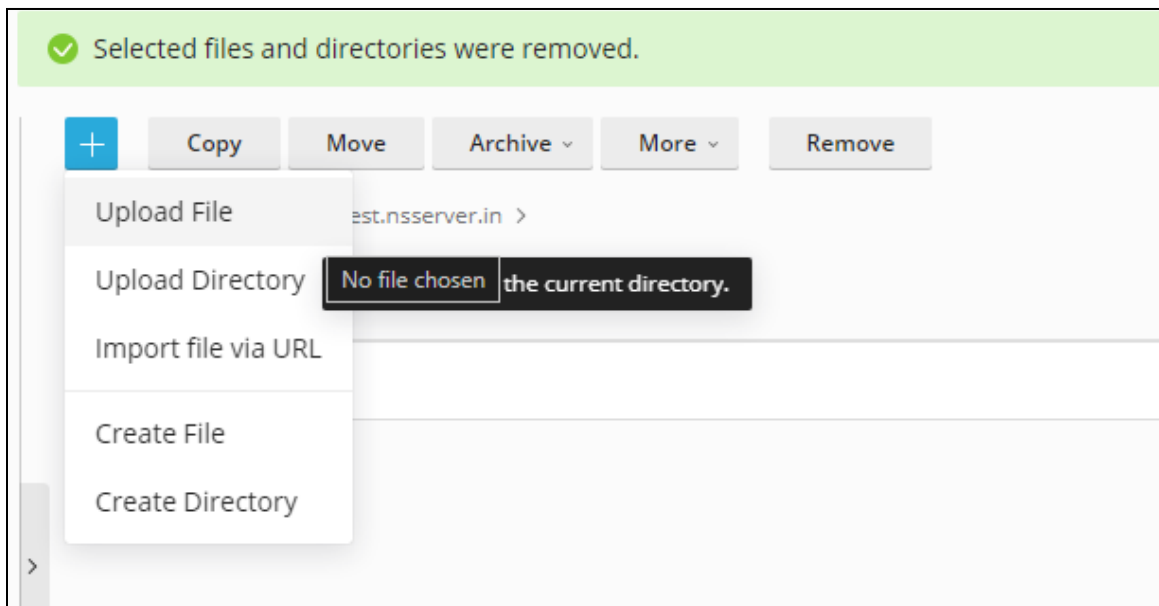 Selected files and directories were removed.
+ Copy Move Archive More Remove
Upload File
est.nsserver.in >
Upload Directory
No file chosen the current directory.
Import file via URL
Create File
Create Directory
>